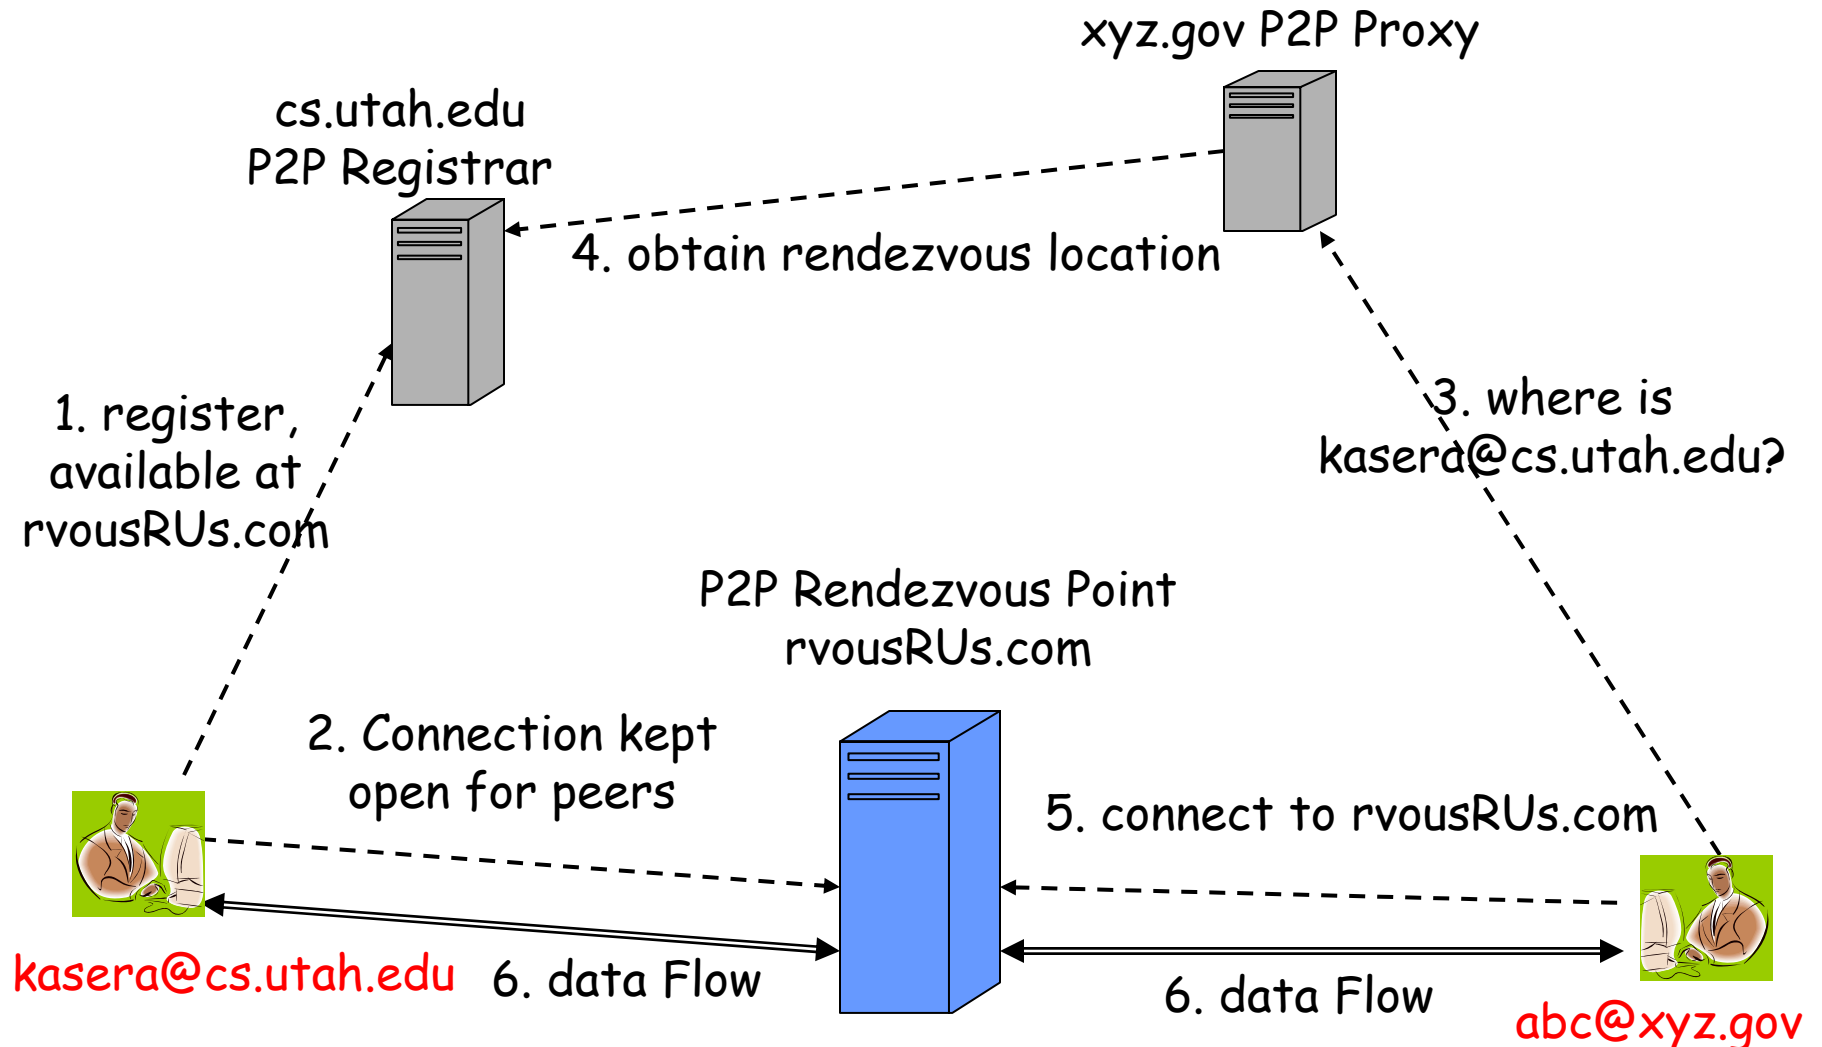 xyz.gov P2P Proxy
cs.utah.edu
P2P Registrar
4. obtain rendezvous location
1. register,
available at
rvousRUs.com
3. where is
kasera@cs.utah.edu?
P2P Rendezvous Point
rvousRUs.com
2. Connection kept
open for peers
5. connect to rvousRUs.com
kasera@cs.utah.edu
6. data Flow
6. data Flow
abc@xyz.gov